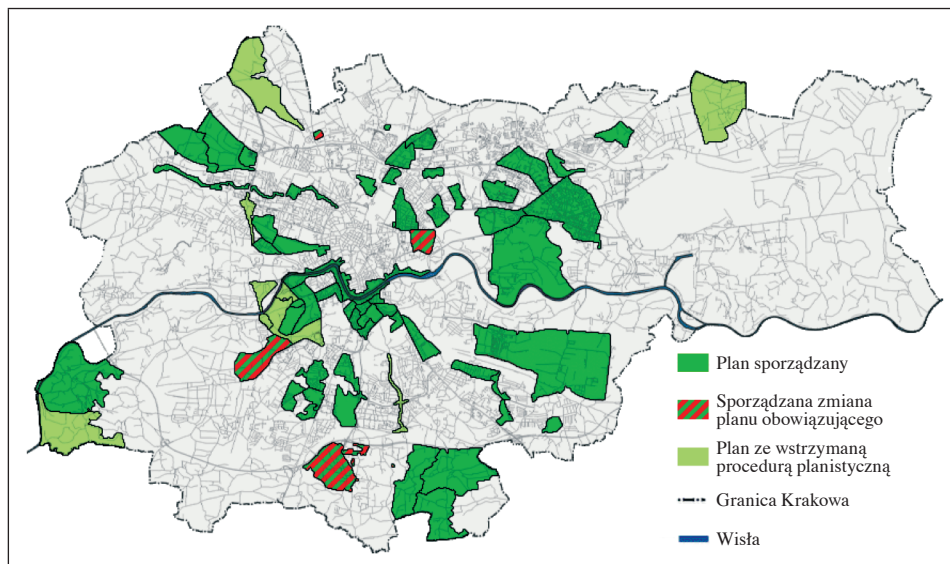 Plan sporządzany
Sporządzana zmiana
planu obowiązującego
Plan ze wstrzymaną
procedurą planistyczną
Granica Krakowa
Wisła